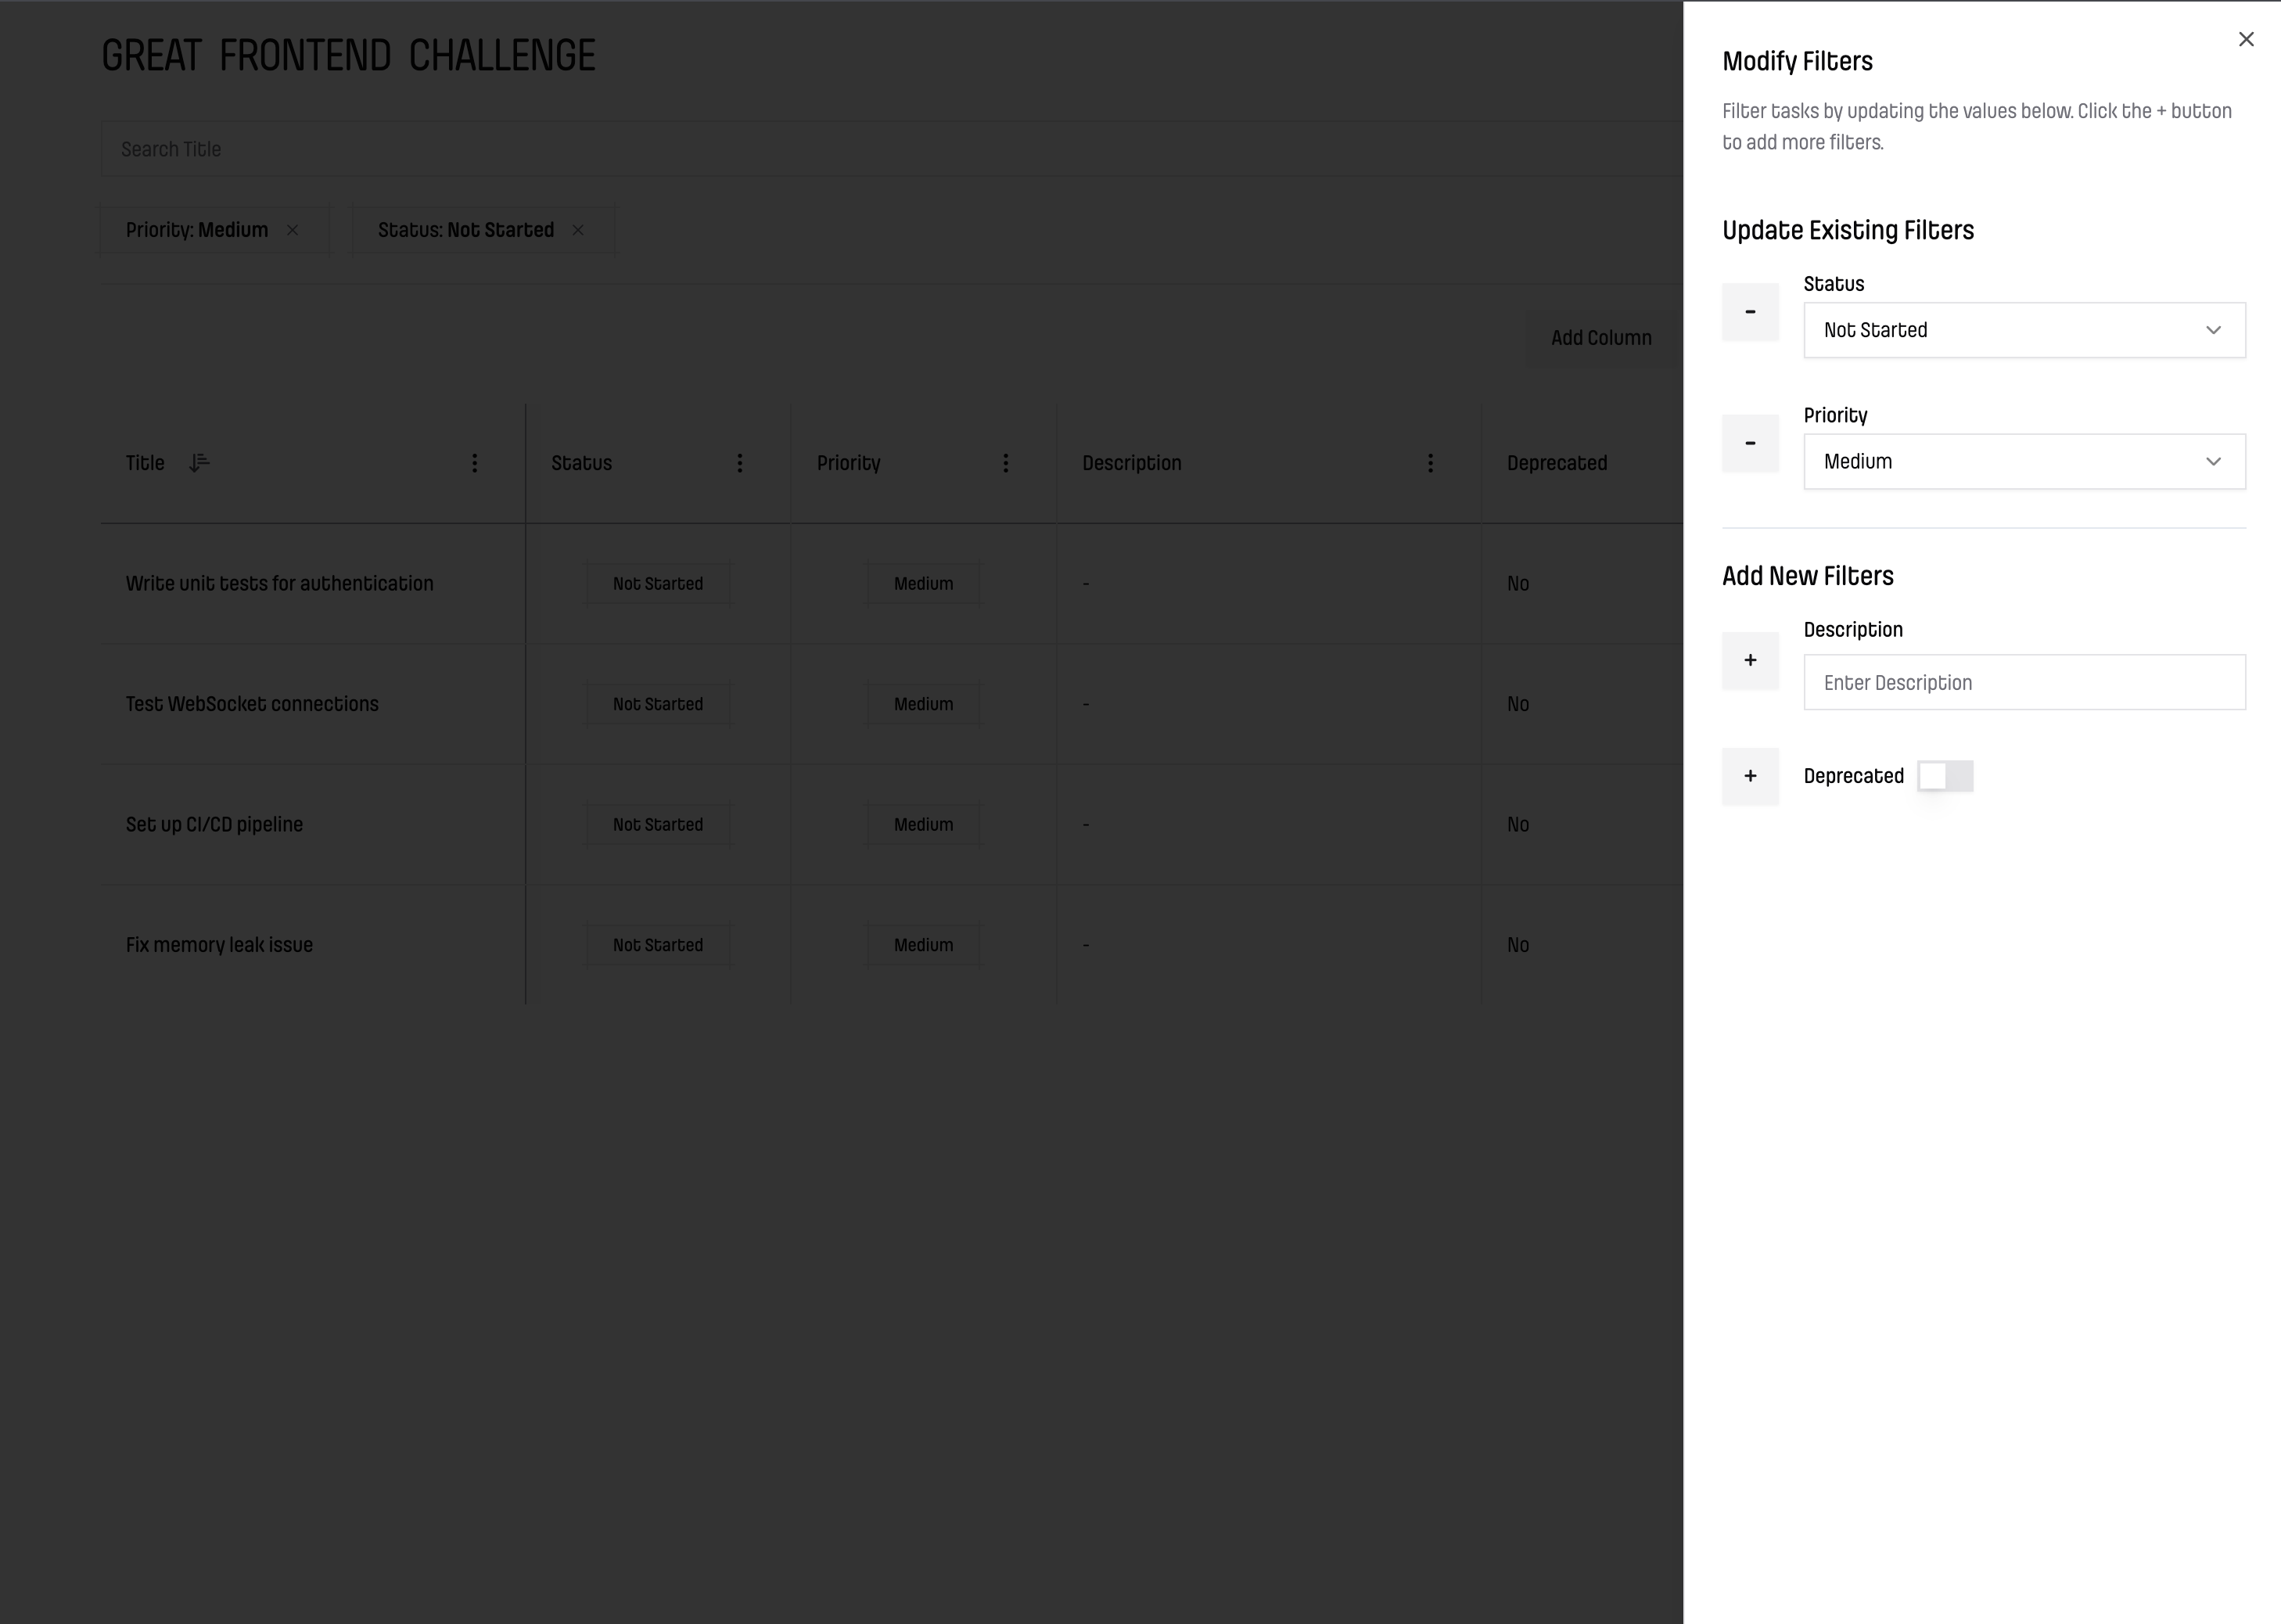 GREAT FRONTEND CHALLENGE
Search Title
Priority: Medium
Status: Not Started
Add Column
Title
Status
Priority
Description
Deprecated
Write unit tests for authentication
Not Started
Medium
-
No
Test WebSocket connections
Not Started
Medium
-
No
Set up CI/CD pipeline
Not Started
Medium
-
No
Fix memory leak issue
Not Started
Medium
-
No
Modify Filters
Filter tasks by updating the values below. Click the + button
to add more filters.
Update Existing Filters
-
Status
Not Started
-
Priority
Medium
Add New Filters
+
Description
Enter Description
+
Deprecated